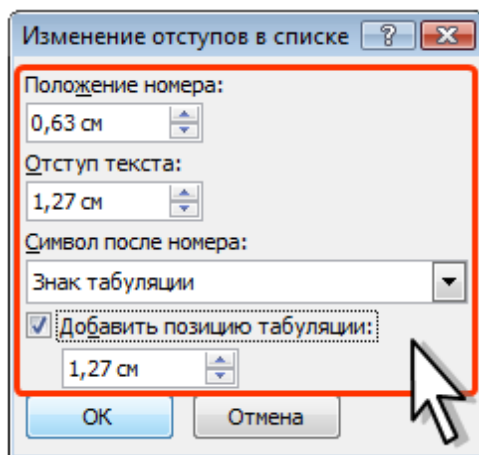 Изменение отступов в списке
Положение номера:
0,63 см
Отступ текста:
1,27 см
Символ после номера:
Знак табуляции
Добавить позицию табуляции:
1,27 см
ОК Отмена